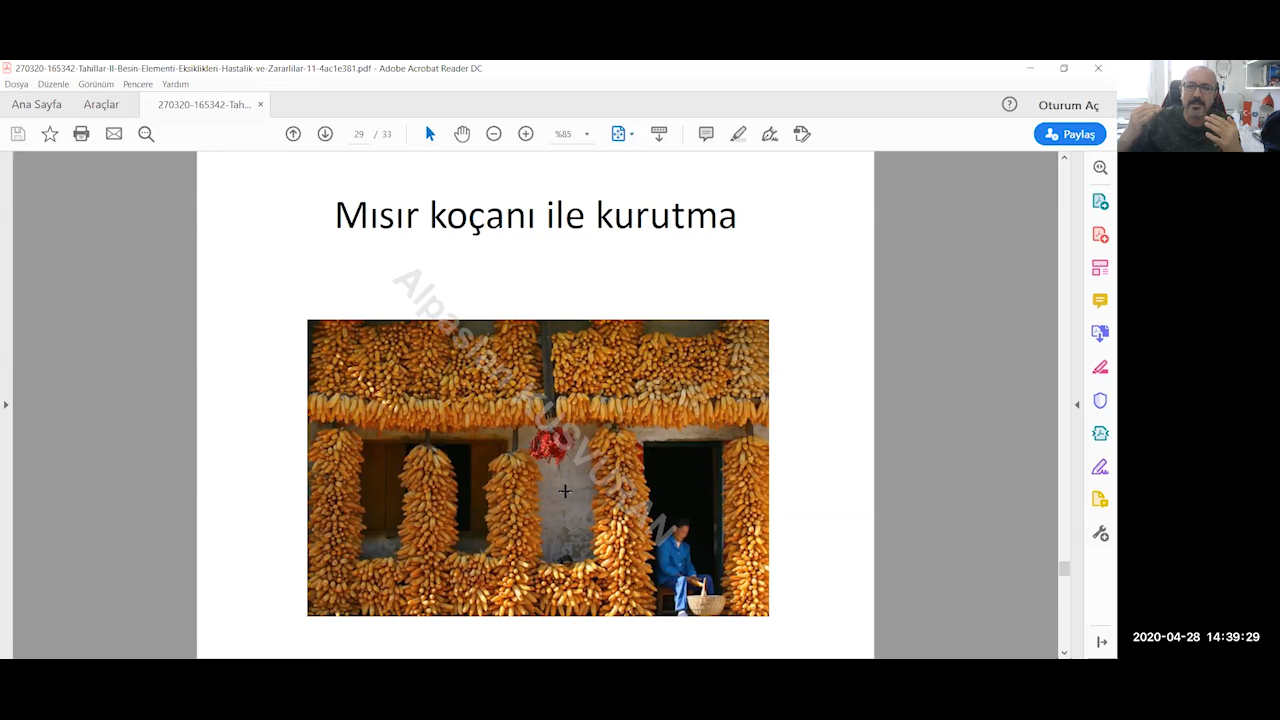 270320-165342-Tahillar-II-Besin-Elementi-Eksiklikleri-Hastalik-ve-Zararlilar-11-4ac1e381.pdf - Adobe Acrobat Reader DC
Dosya Düzenle Görünüm Pencere Yardım
Ana Sayfa Araçlar 270320-165342-Tah... × Oturum Aç
29 / 33 %85 Paylaş
Mısır koçanı ile kurutma
Alpaslan KUSVURAN
2020-04-28 14:39:29